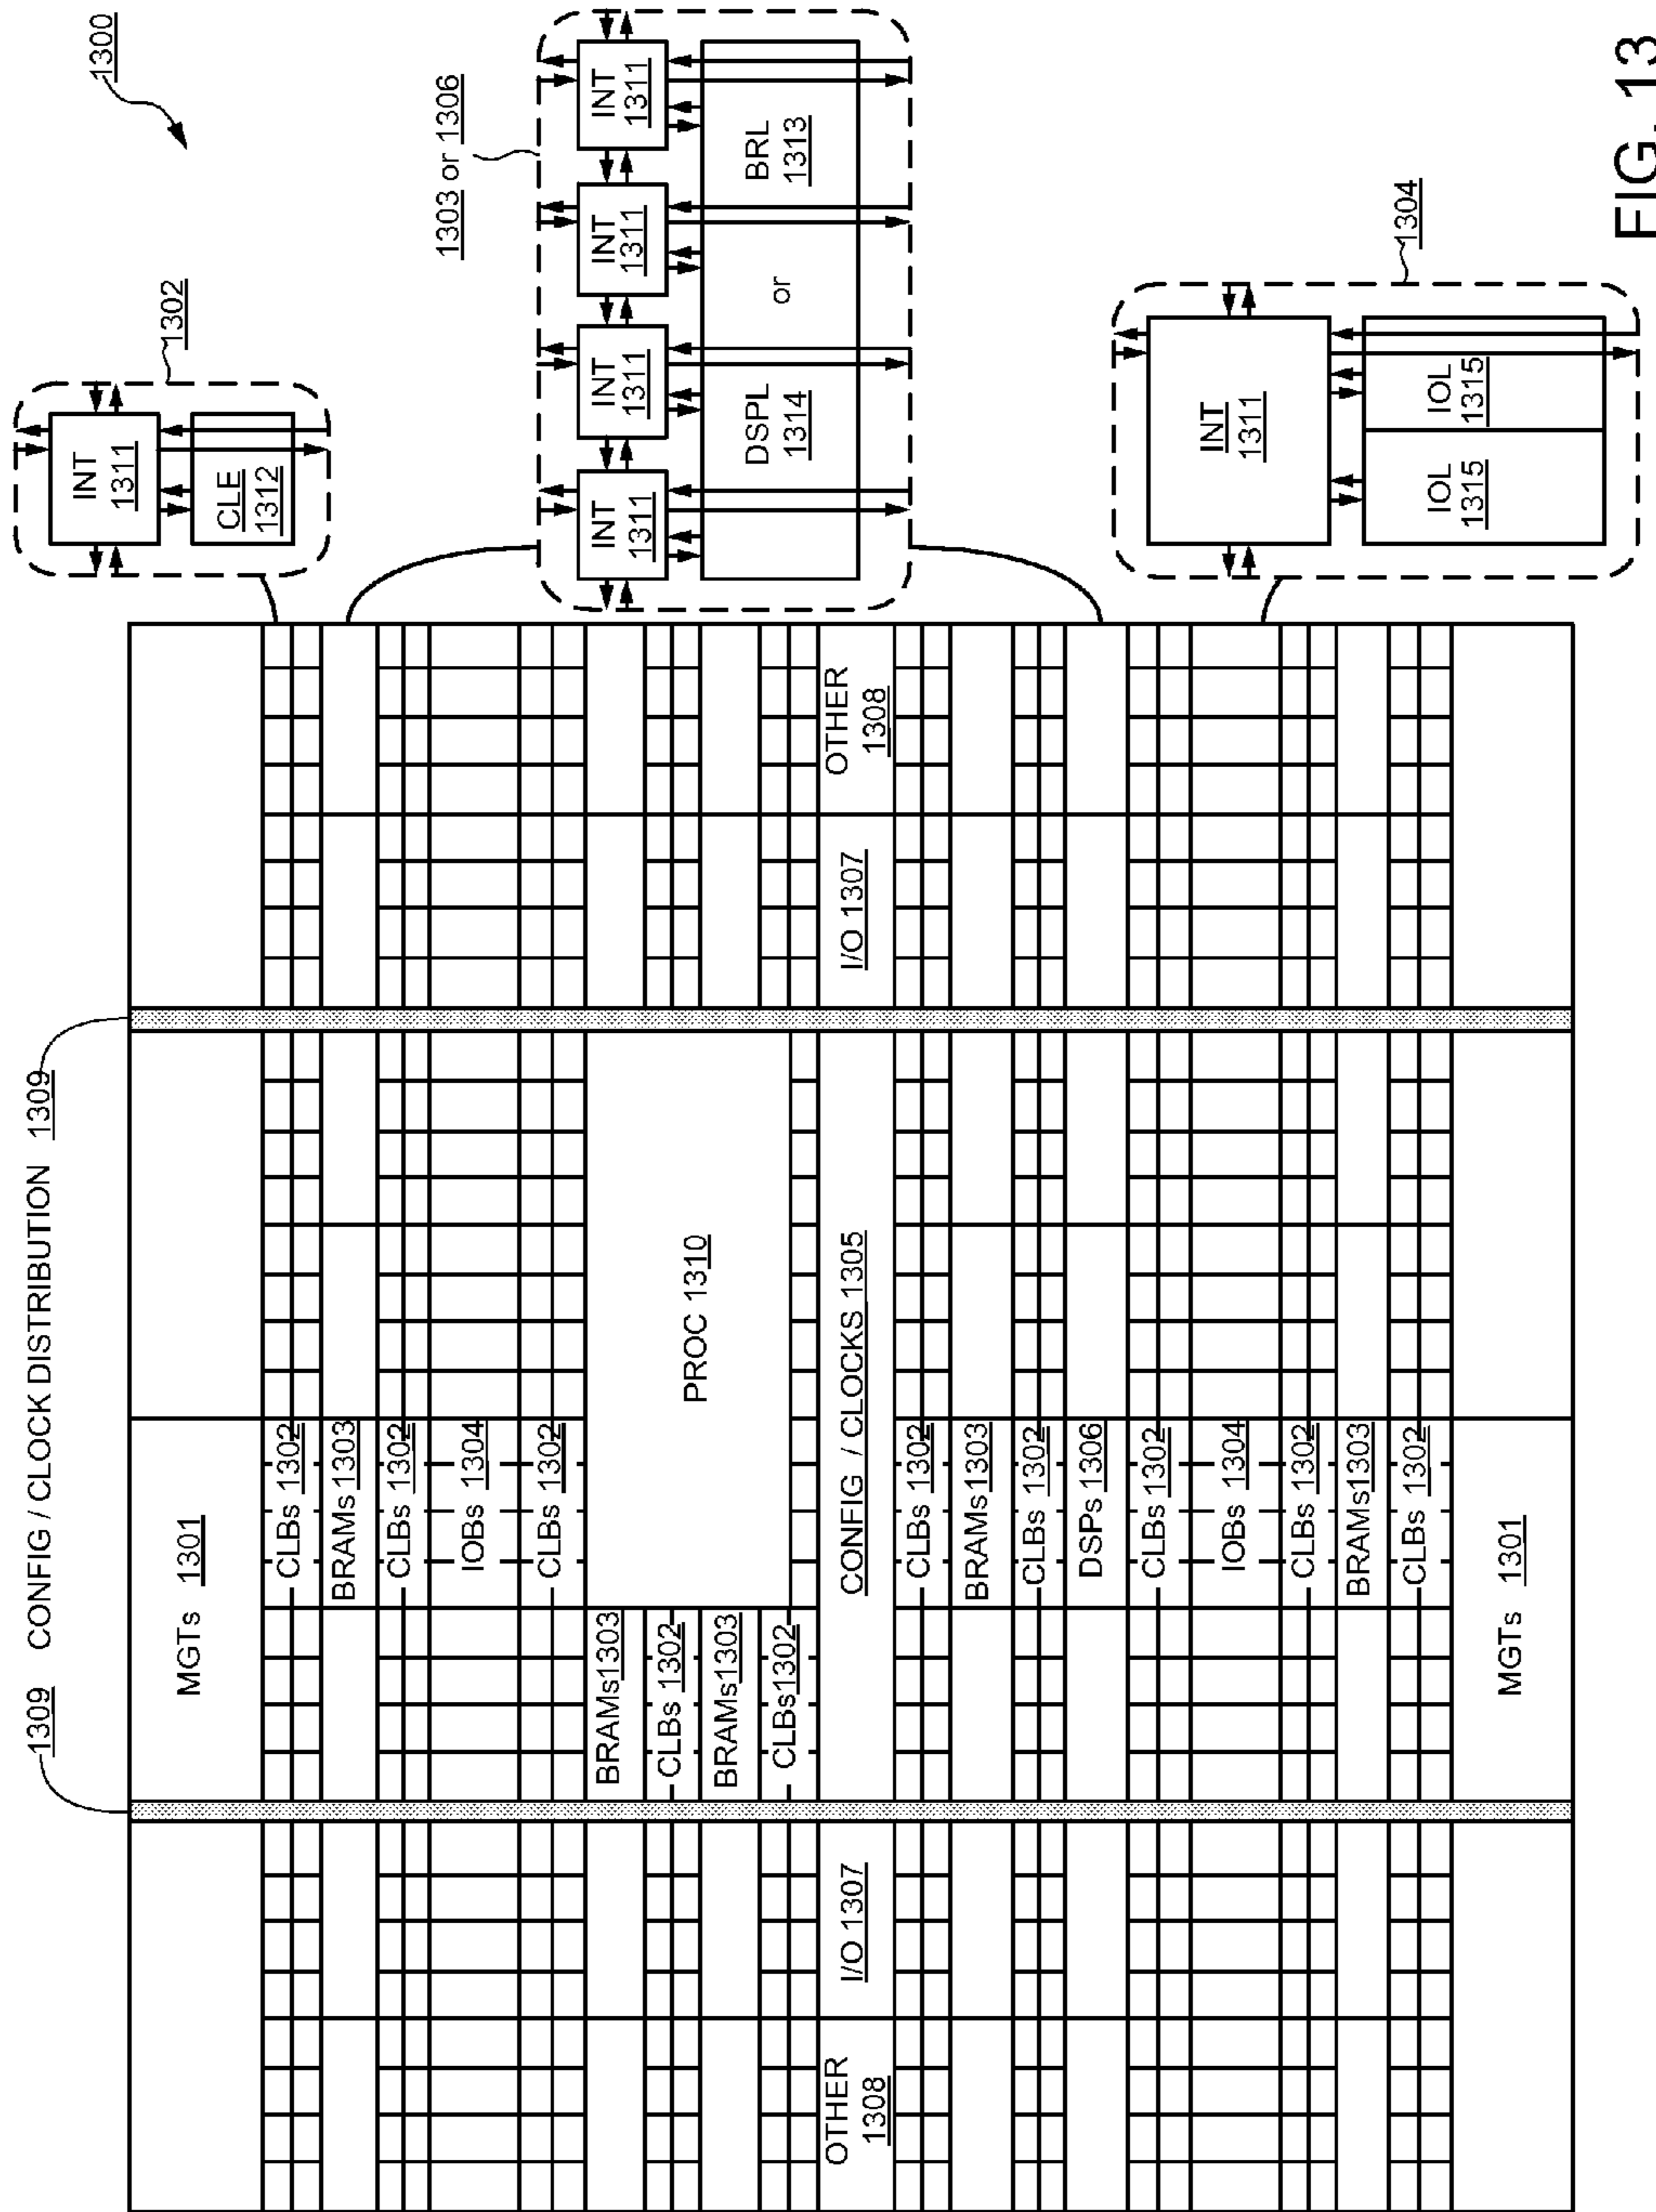 1300
1309 CONFIG / CLOCK DISTRIBUTION 1309
MGTs 1301
CLBs 1302
BRAMs 1303
CLBs 1302
IOBs 1304
CLBs 1302
BRAMs 1303
CLBs 1302
BRAMs 1303
CLBs 1302
PROC 1310
OTHER
1308
I/O 1307
CONFIG / CLOCKS 1305
I/O 1307
OTHER
1308
CLBs 1302
BRAMs 1303
CLBs 1302
DSPs 1306
CLBs 1302
IOBs 1304
CLBs 1302
BRAMs 1303
CLBs 1302
MGTs 1301
1302
INT
1311
CLE
1312
1303 or 1306
INT
1311
INT
1311
INT
1311
INT
1311
DSPL
1314
or
BRL
1313
1304
INT
1311
IOL
1315
IOL
1315
FIG. 13